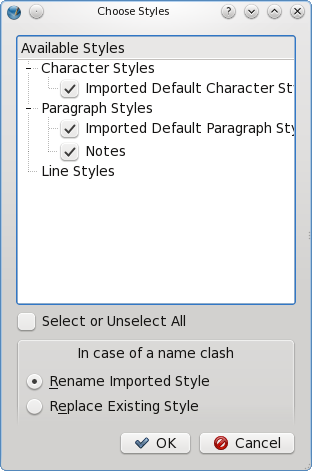 Choose Styles
Available Styles
Character Styles
Imported Default Character St
Paragraph Styles
Imported Default Paragraph Sty
Notes
Line Styles
Select or Unselect All
In case of a name clash
Rename Imported Style
Replace Existing Style
OK
Cancel